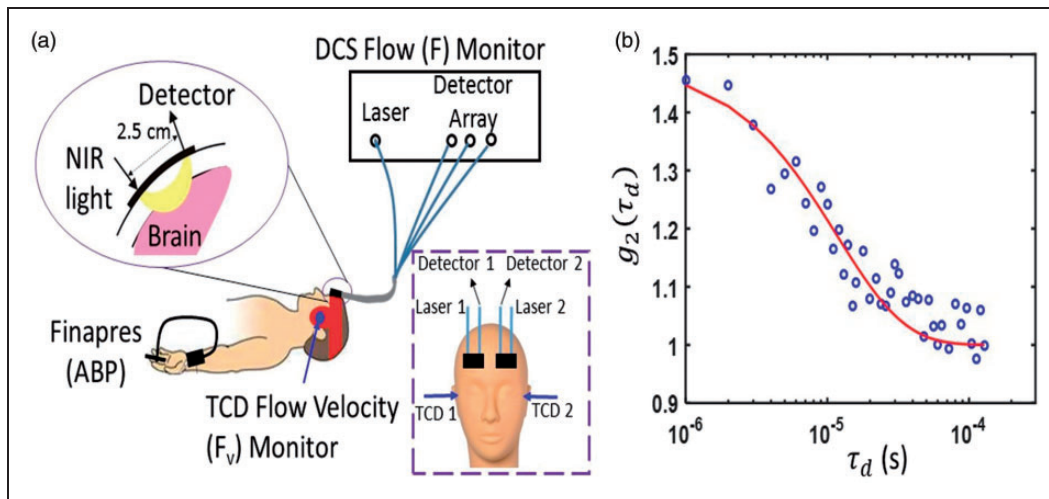 (a)
DCS Flow (F) Monitor
Detector
Laser
Array
Detector
2.5 cm
NIR
light
Brain
Finapres
(ABP)
TCD Flow Velocity
(Fᵥ) Monitor
Detector 1
Detector 2
Laser 1
Laser 2
TCD 1
TCD 2
(b)
1.5
1.4
1.3
1.2
1.1
1
0.9
g₂(τ_d)
10⁻⁶
10⁻⁵
10⁻⁴
τ_d (s)